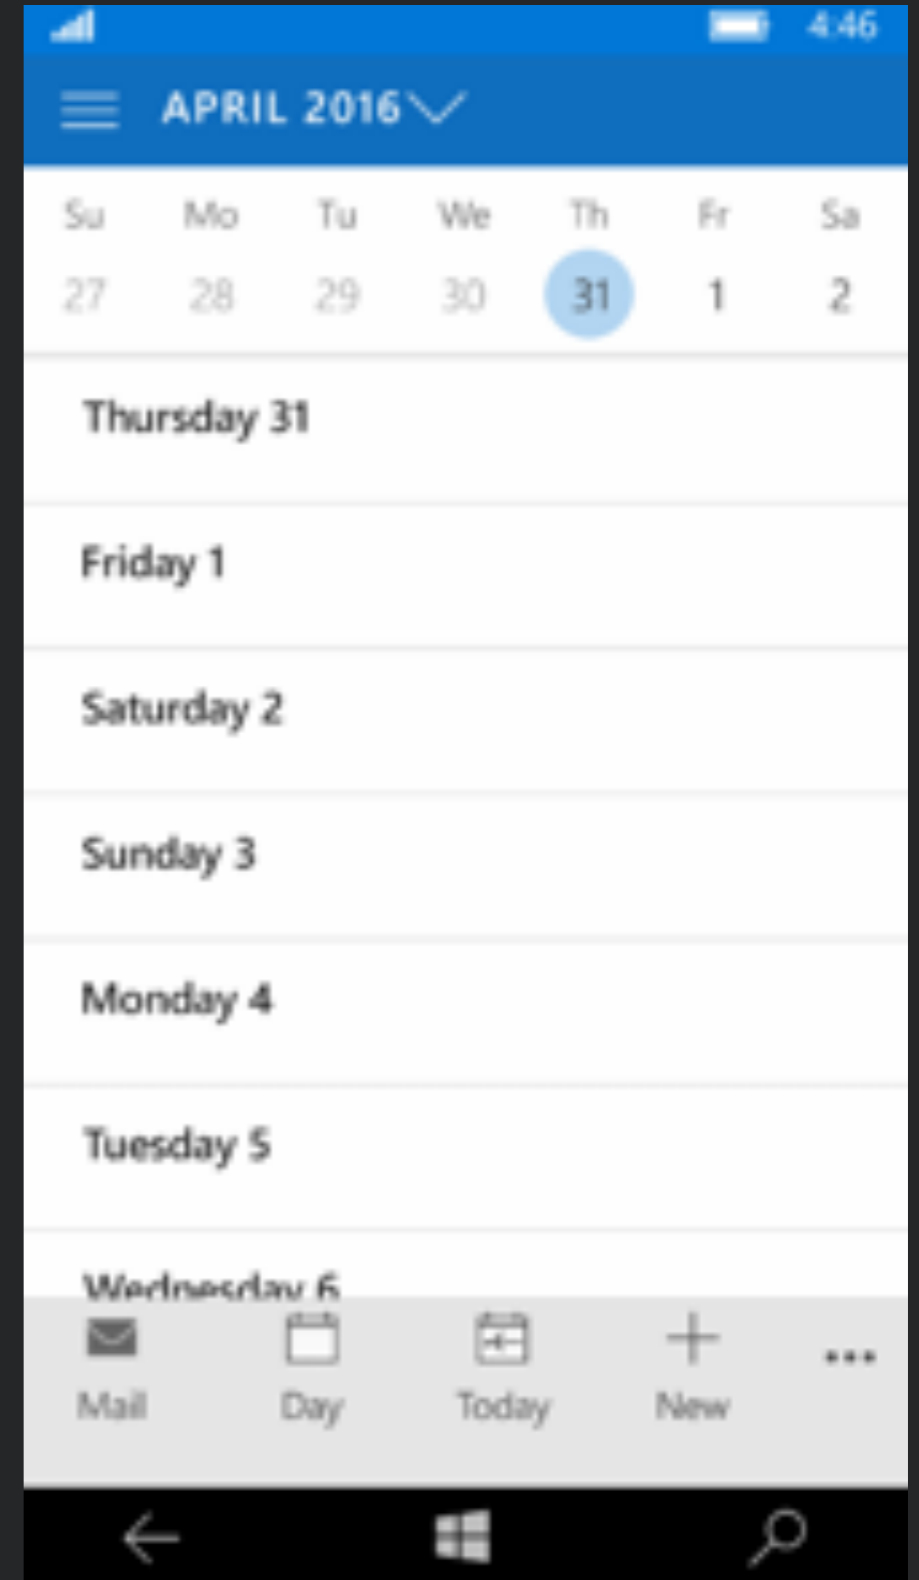 4:46
APRIL 2016
Su Mo Tu We Th Fr Sa
27 28 29 30 31 1 2
Thursday 31
Friday 1
Saturday 2
Sunday 3
Monday 4
Tuesday 5
Wednesday 6
Mail Day Today New